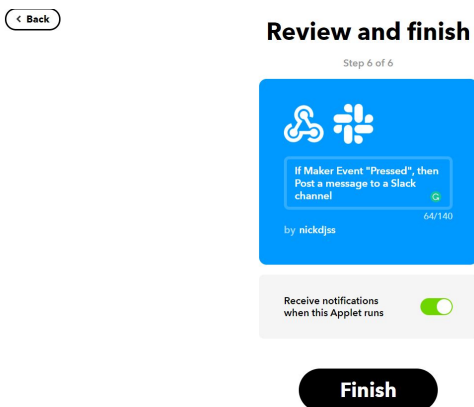 Back
Review and finish
Step 6 of 6
If Maker Event "Pressed", then
Post a message to a Slack
channel
G
64/140
by nickdjss
Receive notifications
when this Applet runs
Finish